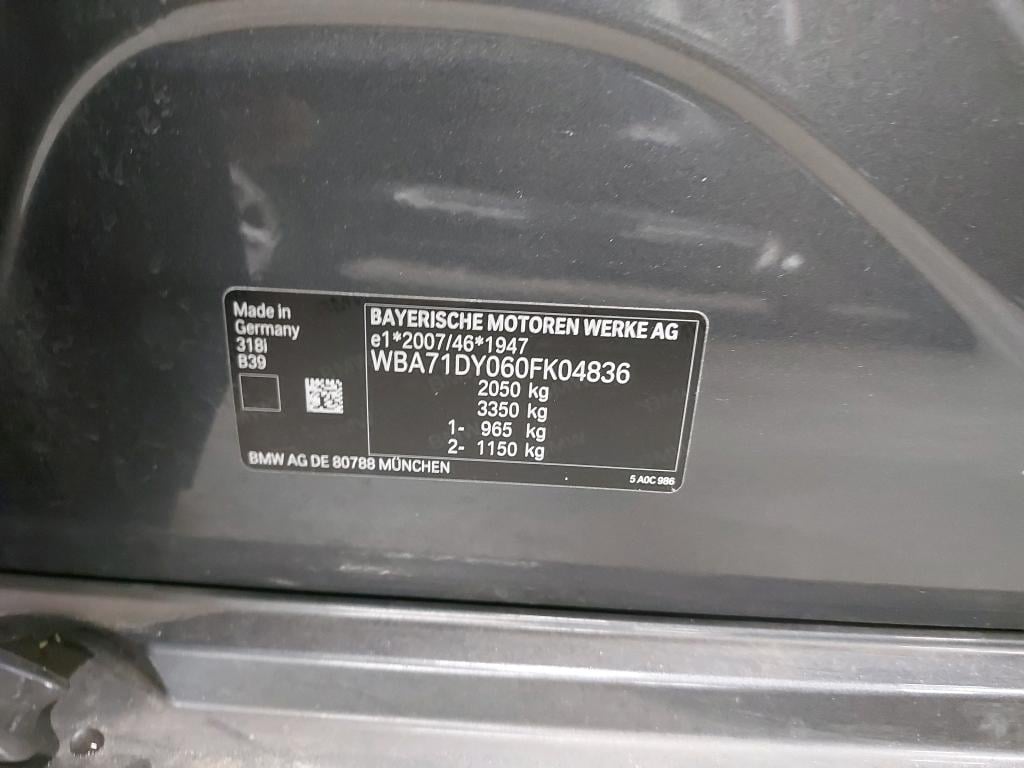 Made in
Germany
318i
B39
BAYERISCHE MOTOREN WERKE AG
e1*2007/46*1947
WBA71DY060FK04836
2050 kg
3350 kg
1- 965 kg
2- 1150 kg
BMW AG DE 80788 MÜNCHEN
5 A0C 986